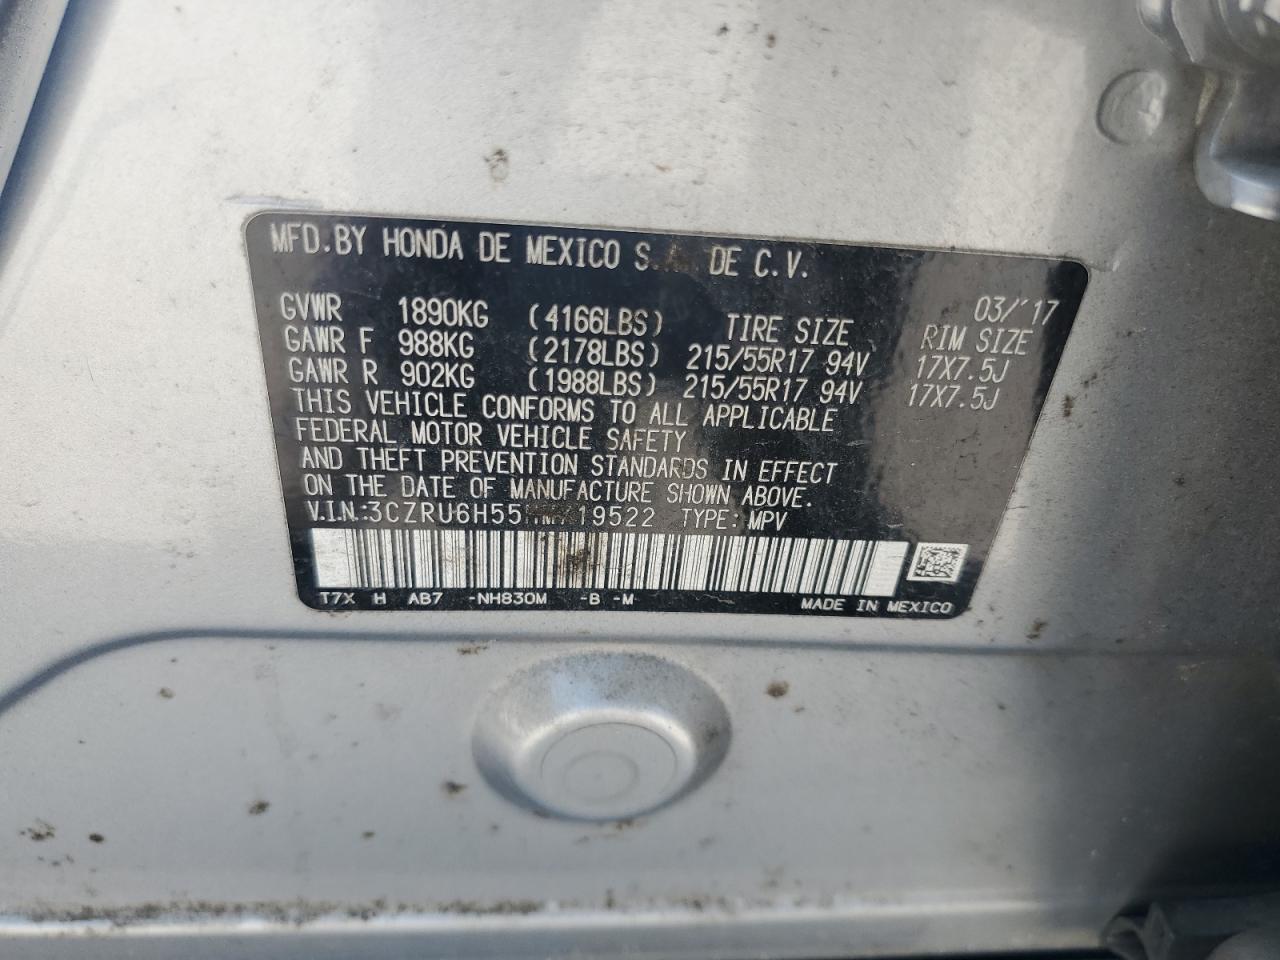 MFD.BY HONDA DE MEXICO S. DE C.V.
03/'17
GVWR 1890KG (4166LBS) TIRE SIZE RIM SIZE
GAWR F 988KG (2178LBS) 215/55R17 94V 17X7.5J
GAWR R 902KG (1988LBS) 215/55R17 94V 17X7.5J
THIS VEHICLE CONFORMS TO ALL APPLICABLE
FEDERAL MOTOR VEHICLE SAFETY
AND THEFT PREVENTION STANDARDS IN EFFECT
ON THE DATE OF MANUFACTURE SHOWN ABOVE.
V.I.N.: TYPE: MPV
T7X H AB7 -NH830M -B -M
MADE IN MEXICO